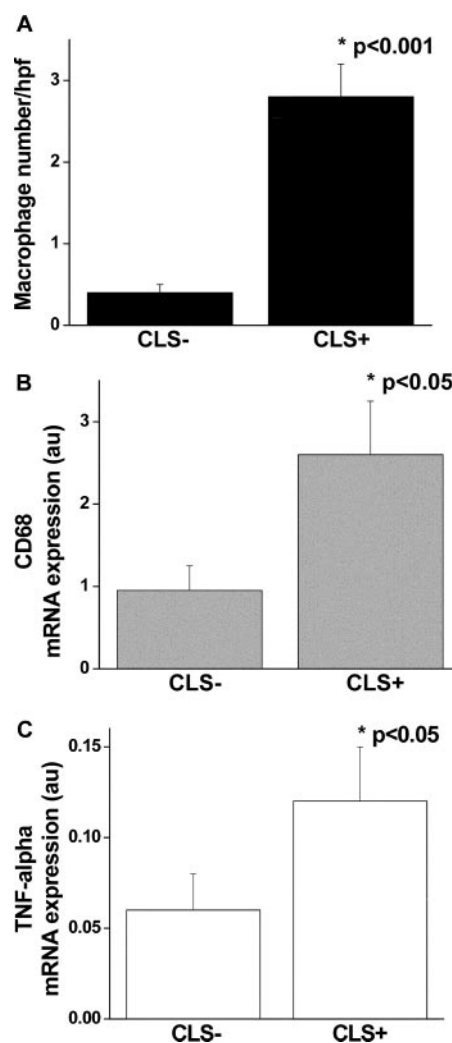 A
* p<0.001
Macrophage number/hpf
3
2
1
0
CLS-
CLS+
B
* p<0.05
CD68
mRNA expression (au)
3
2
1
0
CLS-
CLS+
C
* p<0.05
TNF-alpha
mRNA expression (au)
0.15
0.10
0.05
0.00
CLS-
CLS+